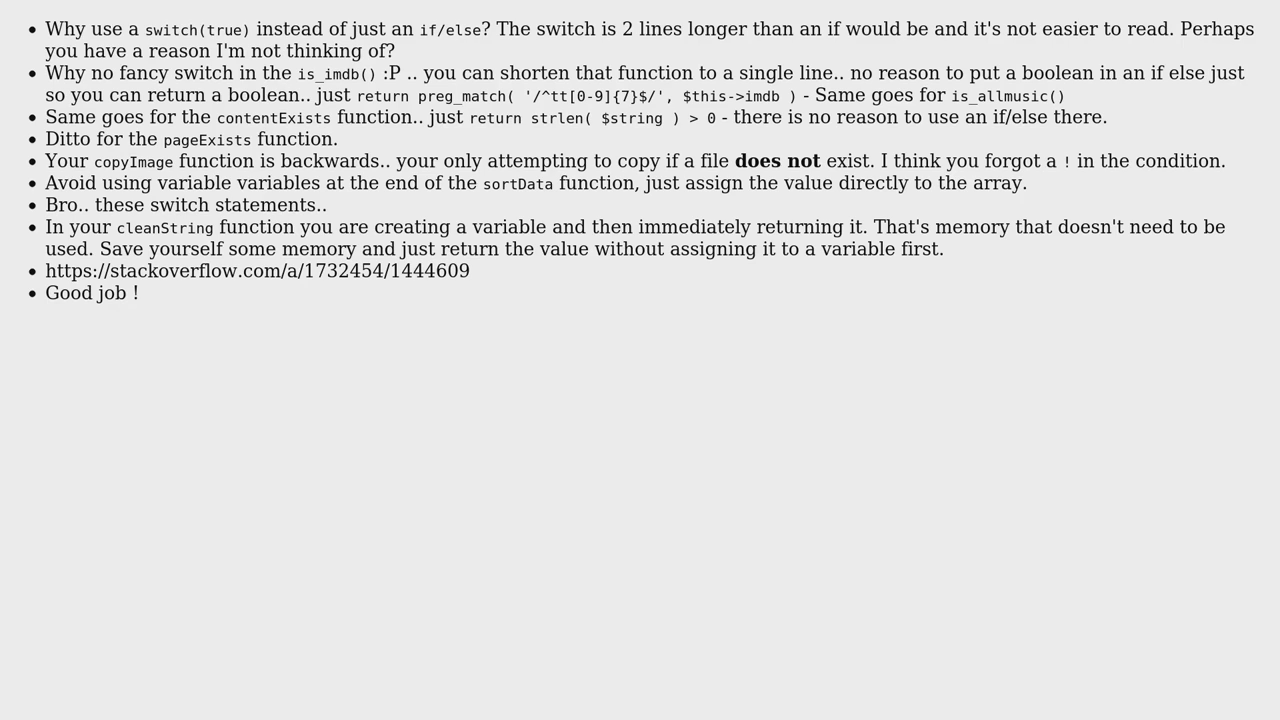 • Why use a switch(true) instead of just an if/else? The switch is 2 lines longer than an if would be and it's not easier to read. Perhaps
you have a reason I'm not thinking of?
• Why no fancy switch in the is_imdb() :P .. you can shorten that function to a single line.. no reason to put a boolean in an if else just
so you can return a boolean.. just return preg_match( '/^tt[0-9]{7}$/', $this->imdb ) - Same goes for is_allmusic()
• Same goes for the contentExists function.. just return strlen( $string ) > 0 - there is no reason to use an if/else there.
• Ditto for the pageExists function.
• Your copyImage function is backwards.. your only attempting to copy if a file does not exist. I think you forgot a ! in the condition.
• Avoid using variable variables at the end of the sortData function, just assign the value directly to the array.
• Bro.. these switch statements..
• In your cleanString function you are creating a variable and then immediately returning it. That's memory that doesn't need to be
used. Save yourself some memory and just return the value without assigning it to a variable first.
• https://stackoverflow.com/a/1732454/1444609
• Good job !